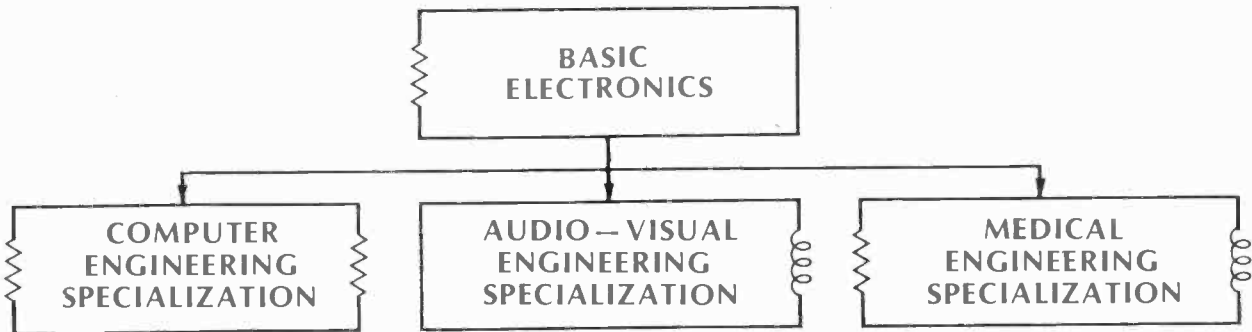 BASIC
ELECTRONICS
COMPUTER
ENGINEERING
SPECIALIZATION
AUDIO — VISUAL
ENGINEERING
SPECIALIZATION
MEDICAL
ENGINEERING
SPECIALIZATION